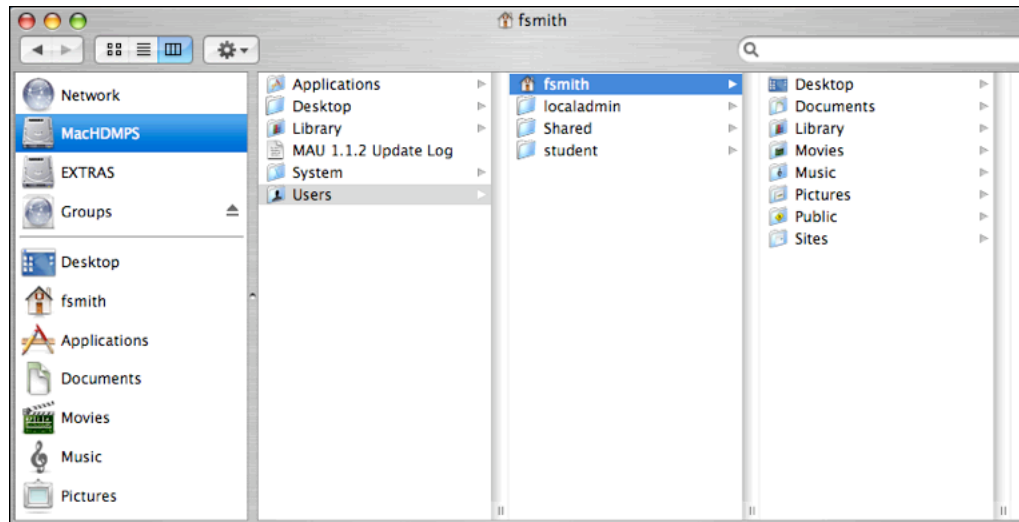 fsmith
Network
MacHDMPS
EXTRAS
Groups
Desktop
fsmith
Applications
Documents
Movies
Music
Pictures
Applications
Desktop
Library
MAU 1.1.2 Update Log
System
Users
fsmith
localadmin
Shared
student
Desktop
Documents
Library
Movies
Music
Pictures
Public
Sites